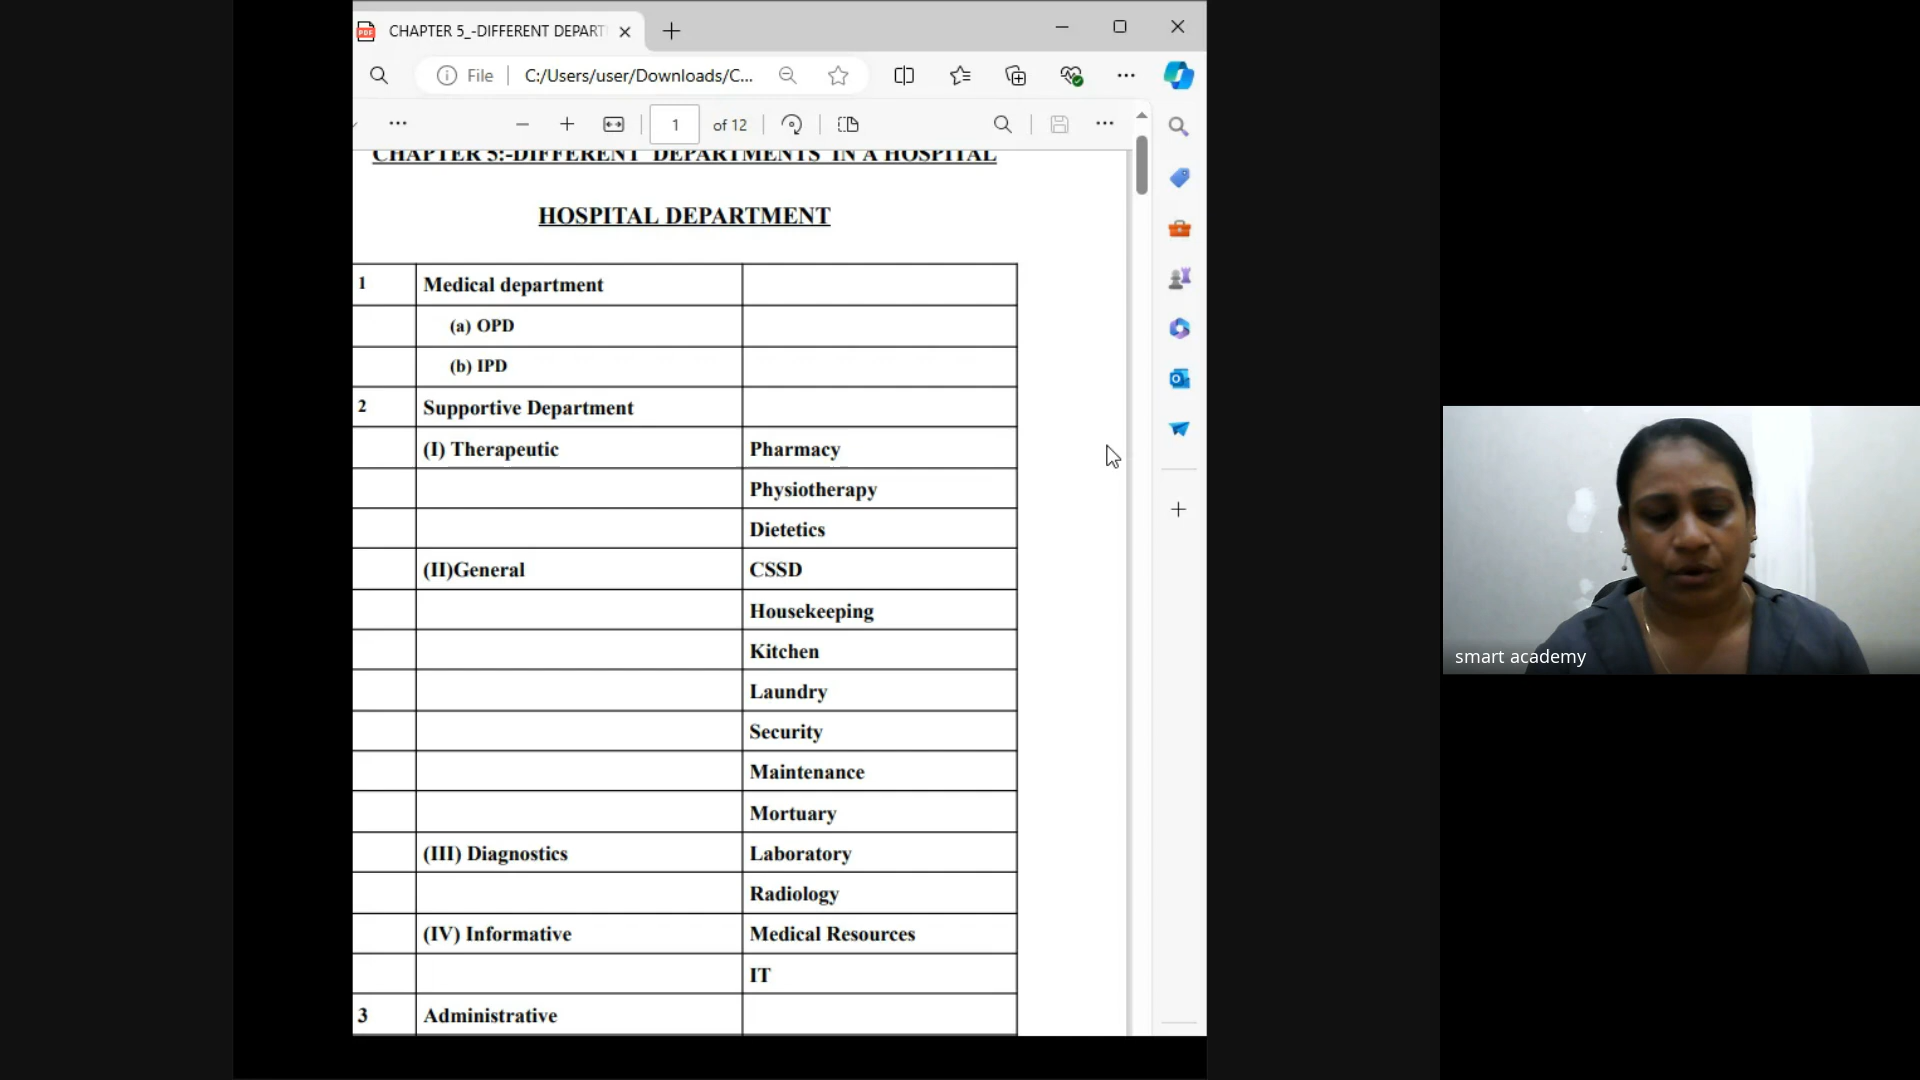 CHAPTER 5_-DIFFERENT DEPART
File
C:/Users/user/Downloads/C...
1 of 12
CHAPTER 5:-DIFFERENT DEPARTMENTS IN A HOSPITAL
HOSPITAL DEPARTMENT
1 Medical department
(a) OPD
(b) IPD
2 Supportive Department
(I) Therapeutic Pharmacy
Physiotherapy
Dietetics
(II)General CSSD
Housekeeping
Kitchen
Laundry
Security
Maintenance
Mortuary
(III) Diagnostics Laboratory
Radiology
(IV) Informative Medical Resources
IT
3 Administrative
smart academy